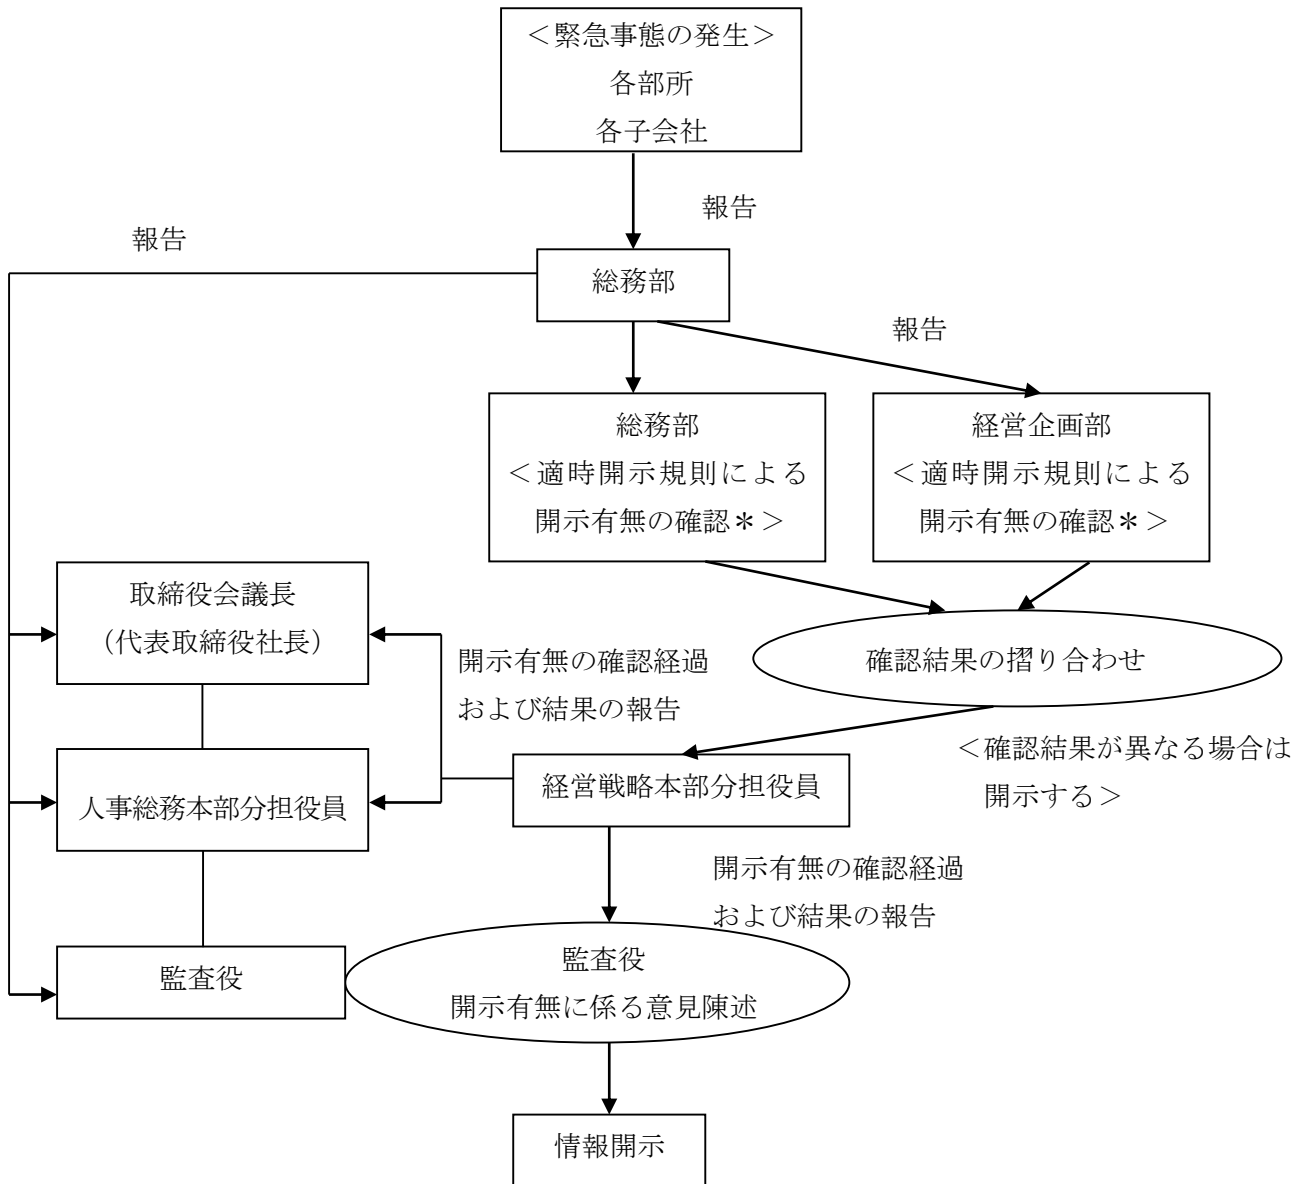 ＜緊急事態の発生＞
各部所
各子会社
報告
報告
総務部
報告
総務部
＜適時開示規則による
開示有無の確認＊＞
経営企画部
＜適時開示規則による
開示有無の確認＊＞
取締役会議長
（代表取締役社長）
開示有無の確認経過
および結果の報告
確認結果の摺り合わせ
＜確認結果が異なる場合は
開示する＞
人事総務本部分担役員
経営戦略本部分担役員
開示有無の確認経過
および結果の報告
監査役
監査役
開示有無に係る意見陳述
情報開示